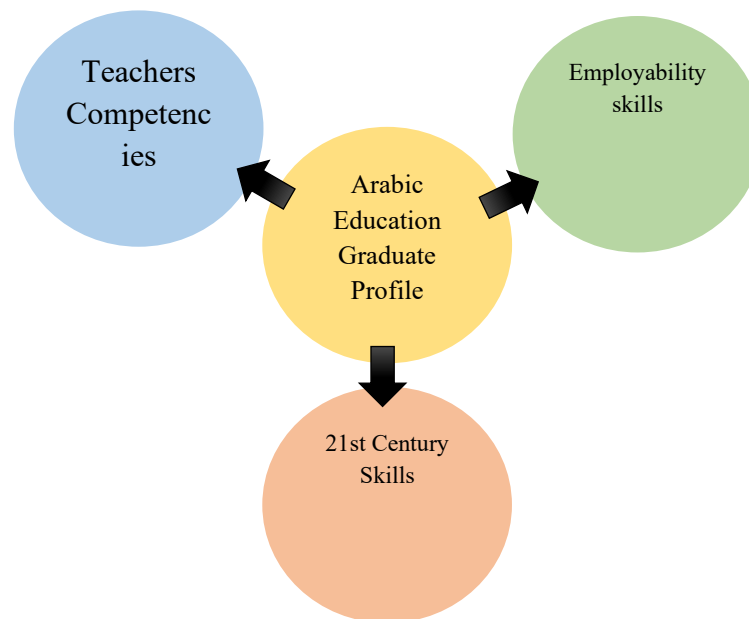 Teachers
Competenc
ies
Employability
skills
Arabic
Education
Graduate
Profile
21st Century
Skills